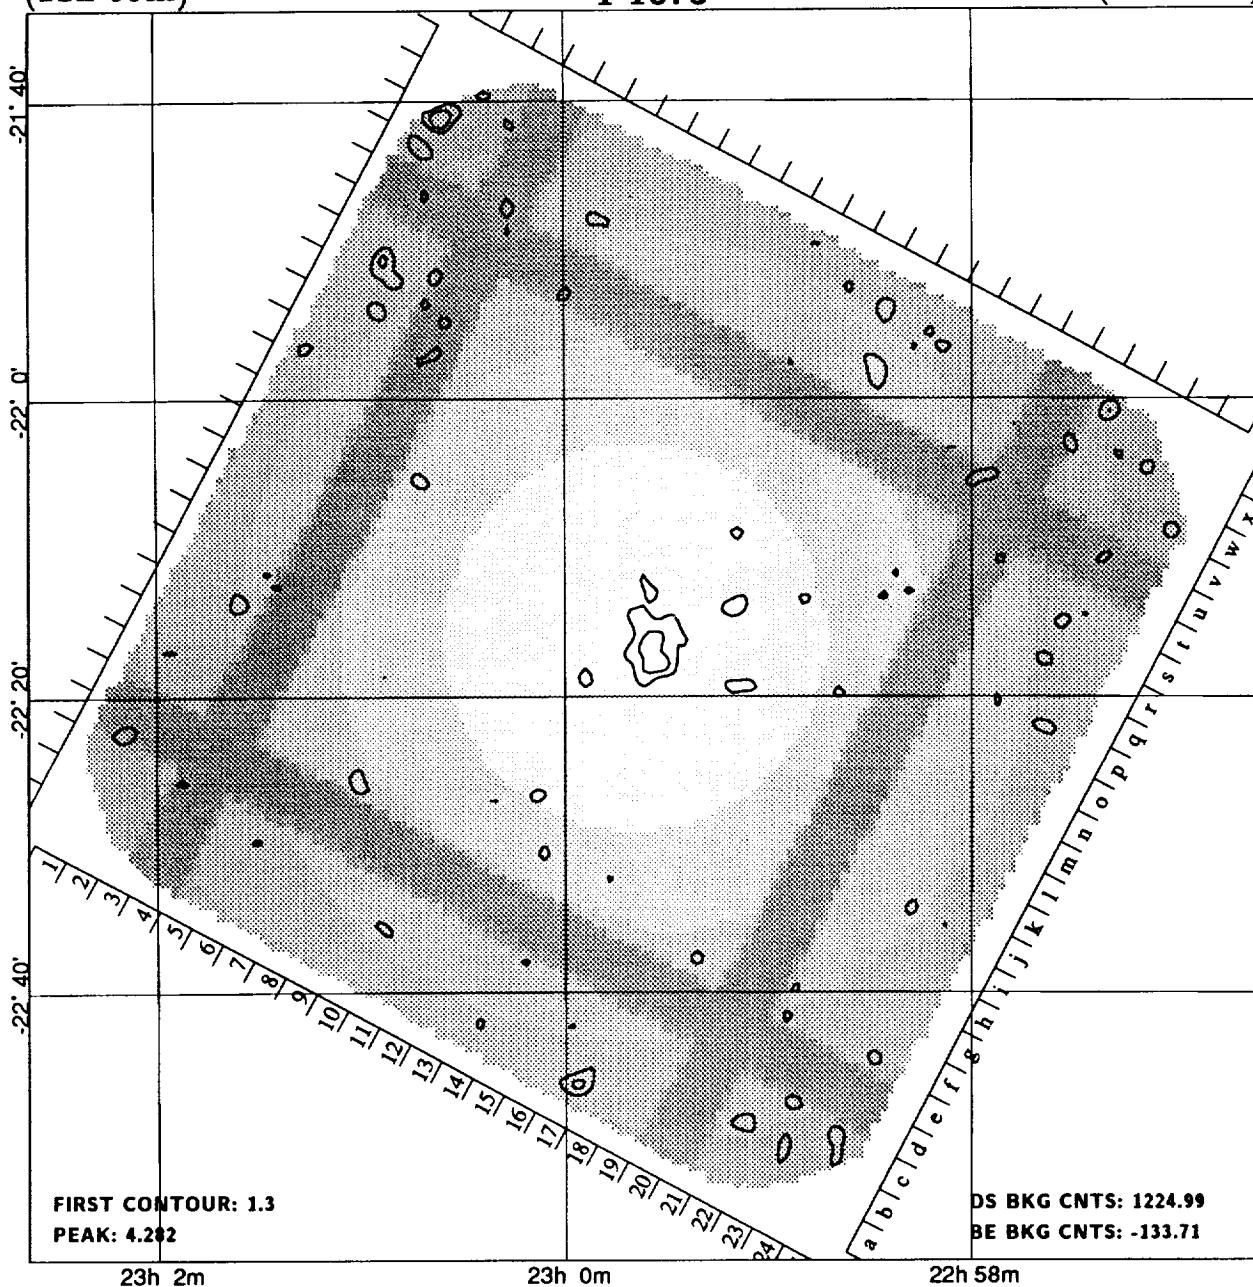 -21° 40'
-22° 0'
-22° 20'
-22° 40'
1 2 3 4 5 6 7 8 9 10 11 12 13 14 15 16 17 18 19 20 21 22 23 24
a b c d e f g h i j k l m n o p q r s t u v w x
FIRST CONTOUR: 1.3
PEAK: 4.282
DS BKG CNTS: 1224.99
BE BKG CNTS: -133.71
23h 2m
23h 0m
22h 58m